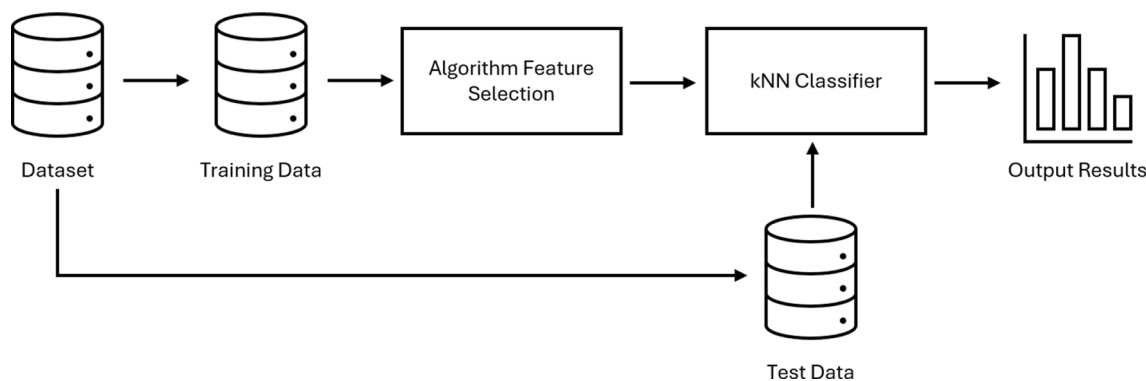 Algorithm Feature
Selection
kNN Classifier
Dataset
Training Data
Output Results
Test Data